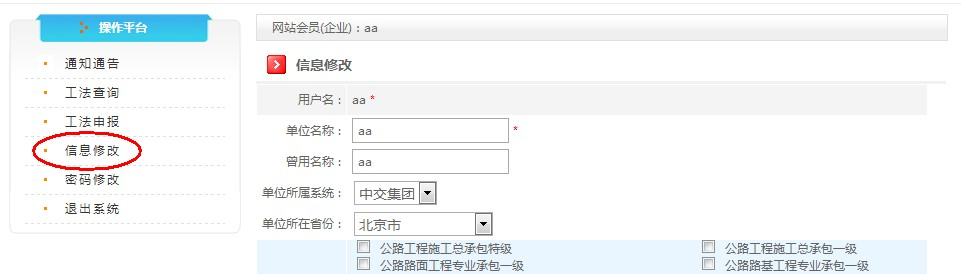 操作平台
通知通告
工法查询
工法申报
信息修改
密码修改
退出系统
网站会员(企业)：aa
信息修改
用户名： aa *
单位名称： aa *
曾用名称： aa
单位所属系统： 中交集团
单位所在省份： 北京市
公路工程施工总承包特级 公路工程施工总承包一级
公路路面工程专业承包一级 公路路基工程专业承包一级